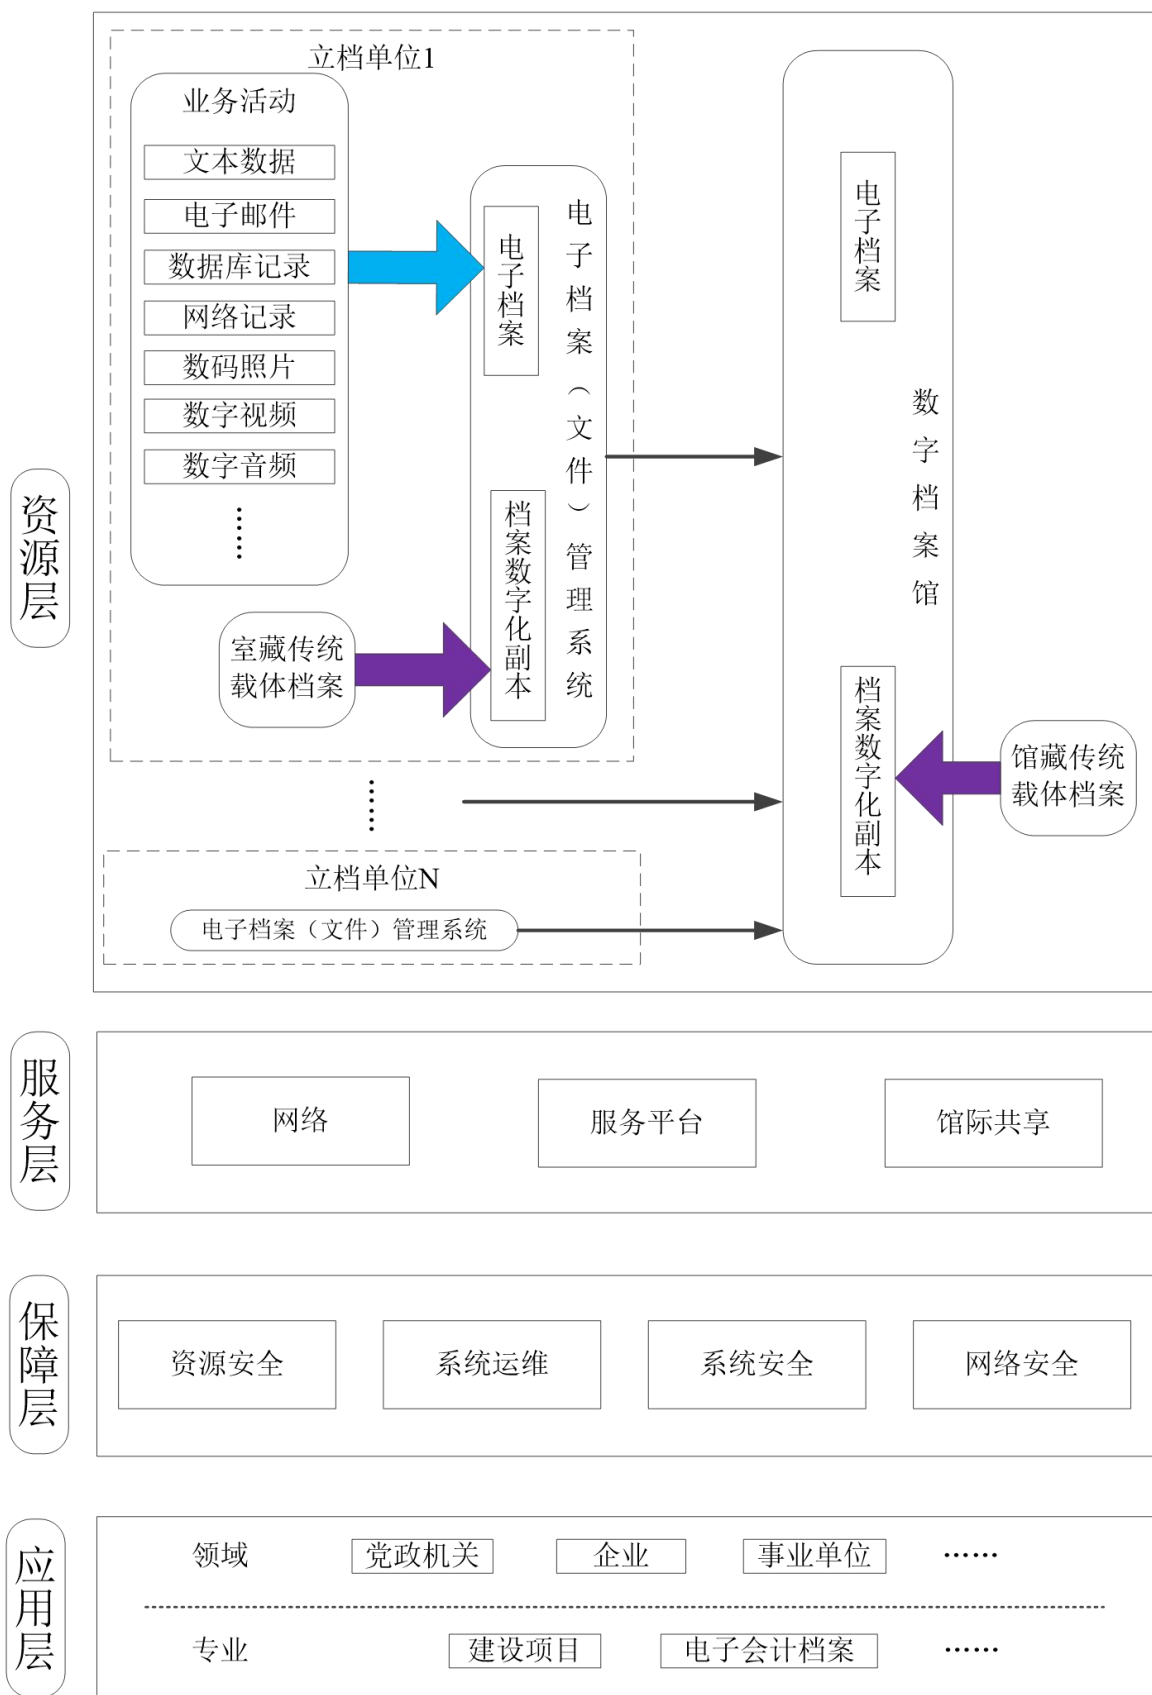 资源层
立档单位1
业务活动
文本数据
电子邮件
数据库记录
网络记录
数码照片
数字视频
数字音频
……
室藏传统
载体档案
电子档案
档案数字化副本
电子档案（文件）管理系统
……
立档单位N
电子档案（文件）管理系统
电子档案
数字档案馆
档案数字化副本
馆藏传统
载体档案
服务层
网络
服务平台
馆际共享
保障层
资源安全
系统运维
系统安全
网络安全
应用层
领域
党政机关
企业
事业单位
……
专业
建设项目
电子会计档案
……